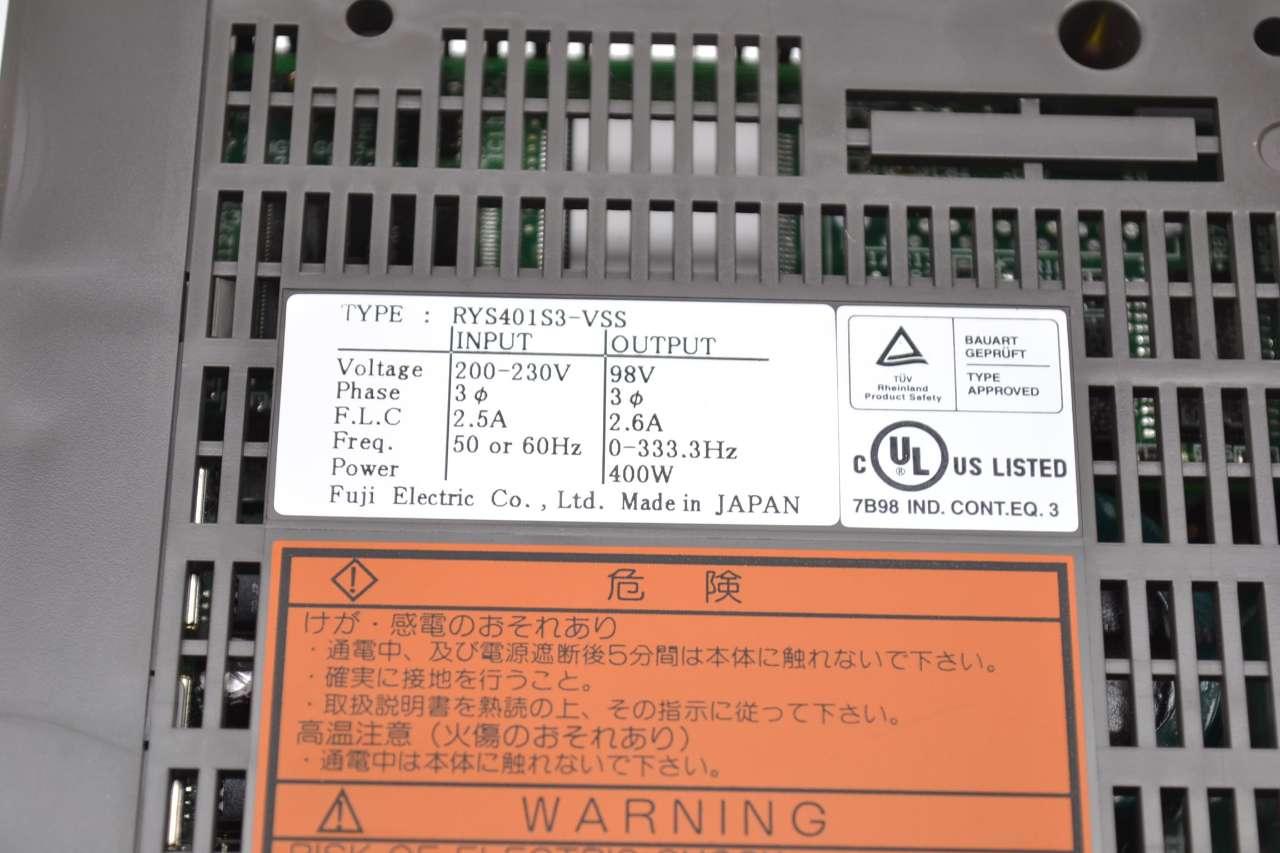 TYPE : RYS401S3-VSS
INPUT OUTPUT
Voltage 200-230V 98V
Phase 3φ 3φ
F.L.C 2.5A 2.6A
Freq. 50 or 60Hz 0-333.3Hz
Power 400W
Fuji Electric Co., Ltd. Made in JAPAN
TÜV
Rheinland
Product Safety
BAUART
GEPRÜFT
TYPE
APPROVED
C UL ® US LISTED
7B98 IND. CONT.EQ. 3
危 険
けが・感電のおそれあり
・通電中、及び電源遮断後5分間は本体に触れないで下さい。
・確実に接地を行うこと。
・取扱説明書を熟読の上、その指示に従って下さい。
高温注意（火傷のおそれあり）
・通電中は本体に触れないで下さい。
WARNING
RISK OF ELECTRIC SHOCK